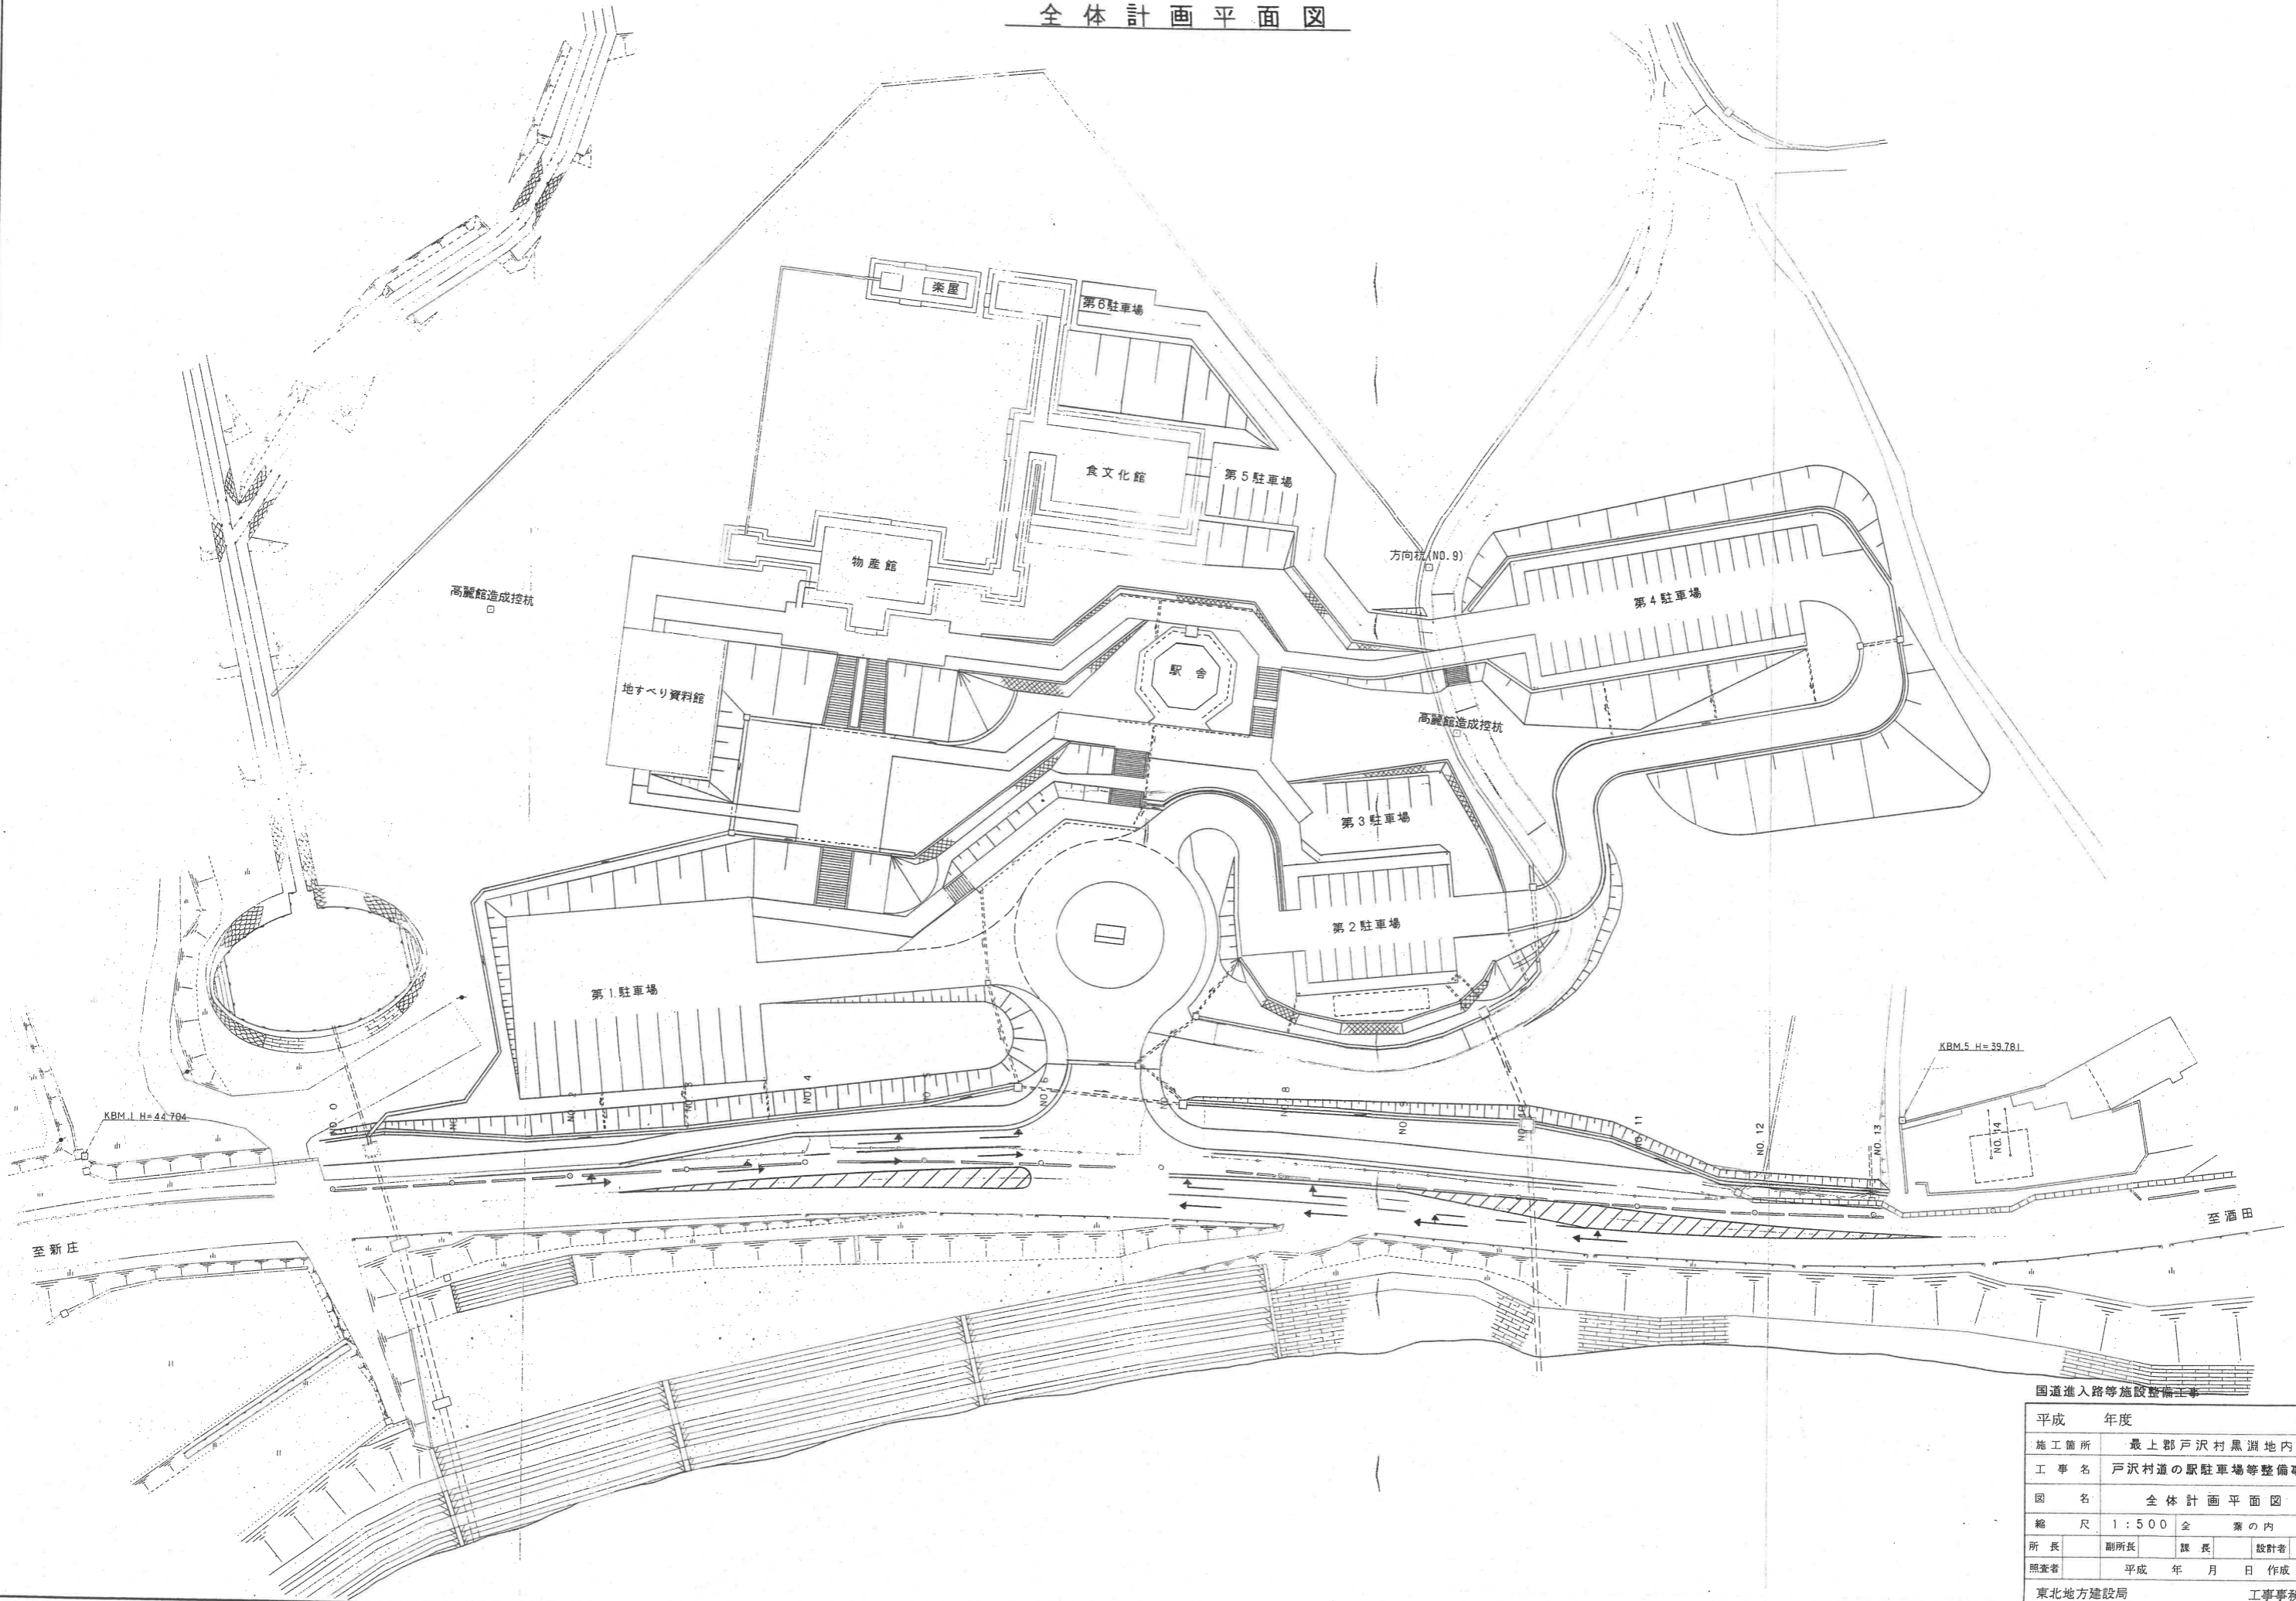 全体計画平面図
楽屋
第6駐車場
食文化館
第5駐車場
方向杭(NO.9)
物産館
高麗館造成控杭
第4駐車場
駅舎
地すべり資料館
高麗館造成控杭
第3駐車場
第2駐車場
第1駐車場
KBM.5 H=39.781
KBM.1 H=44.704
NO. 0
NO. 2
NO. 3
NO. 4
NO. 5
NO. 6
NO. 8
NO. 9
NO. 11
NO. 12
NO. 13
NO. 14
至新庄
至酒田
国道進入路等施設整備工事
平成 年度
施工箇所 最上郡戸沢村黒淵地内
工事名 戸沢村道の駅駐車場等整備
図名 全体計画平面図
縮尺 1:500 全 葉の内
所長 副所長 課長 設計者
照査者 平成 年 月 日 作成
東北地方建設局 工事事務